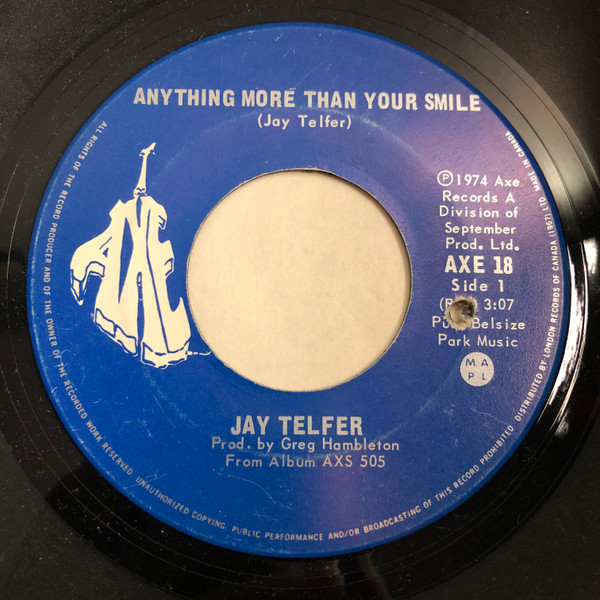 ANYTHING MORE THAN YOUR SMILE
(Jay Telfer)
AXE
Ⓟ1974 Axe
Records A
Division of
September
Prod. Ltd.
AXE 18
Side 1
3:07
Belsize
Park Music
M A
P L
JAY TELFER
Prod. by Greg Hambleton
From Album AXS 505
ALL RIGHTS OF THE RECORD PRODUCER AND OF THE OWNER OF THE RECORDED WORK RESERVED. UNAUTHORIZED COPYING, PUBLIC PERFORMANCE AND/OR BROADCASTING OF THIS RECORD PROHIBITED. DISTRIBUTED BY LONDON RECORDS OF CANADA (1967) LTD. MADE IN CANADA